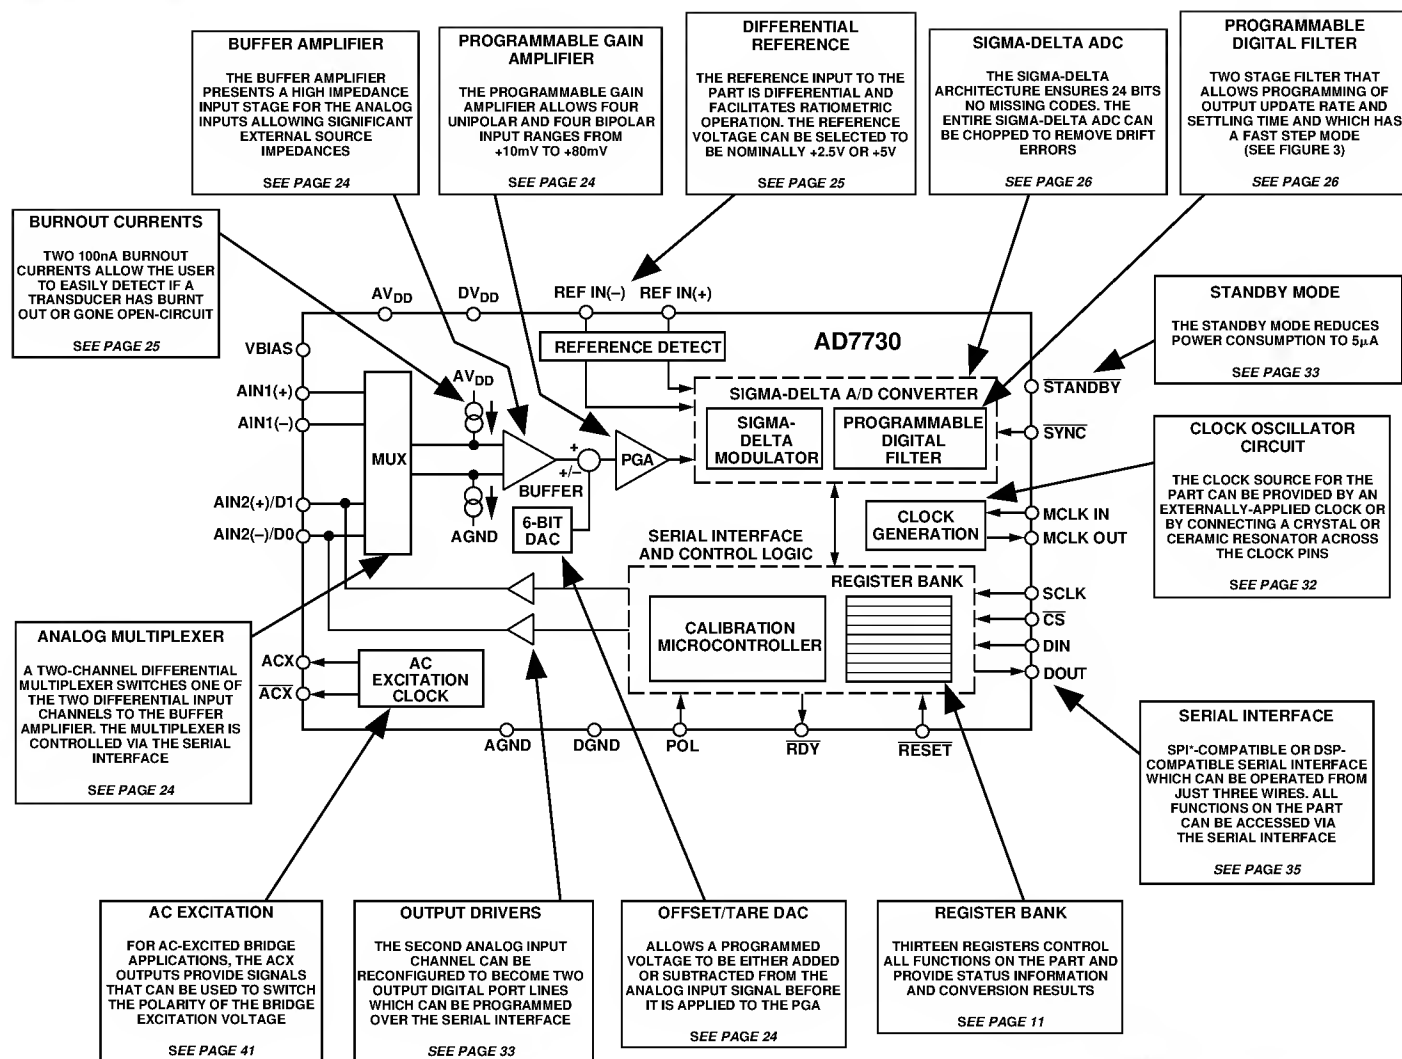 BUFFER AMPLIFIER
THE BUFFER AMPLIFIER
PRESENTS A HIGH IMPEDANCE
INPUT STAGE FOR THE ANALOG
INPUTS ALLOWING SIGNIFICANT
EXTERNAL SOURCE
IMPEDANCES
SEE PAGE 24
PROGRAMMABLE GAIN
AMPLIFIER
THE PROGRAMMABLE GAIN
AMPLIFIER ALLOWS FOUR
UNIPOLAR AND FOUR BIPOLAR
INPUT RANGES FROM
+10mV TO +80mV
SEE PAGE 24
DIFFERENTIAL
REFERENCE
THE REFERENCE INPUT TO THE
PART IS DIFFERENTIAL AND
FACILITATES RATIOMETRIC
OPERATION. THE REFERENCE
VOLTAGE CAN BE SELECTED TO
BE NOMINALLY +2.5V OR +5V
SEE PAGE 25
SIGMA-DELTA ADC
THE SIGMA-DELTA
ARCHITECTURE ENSURES 24 BITS
NO MISSING CODES. THE
ENTIRE SIGMA-DELTA ADC CAN
BE CHOPPED TO REMOVE DRIFT
ERRORS
SEE PAGE 26
PROGRAMMABLE
DIGITAL FILTER
TWO STAGE FILTER THAT
ALLOWS PROGRAMMING OF
OUTPUT UPDATE RATE AND
SETTLING TIME AND WHICH HAS
A FAST STEP MODE
(SEE FIGURE 3)
SEE PAGE 26
BURNOUT CURRENTS
TWO 100nA BURNOUT
CURRENTS ALLOW THE USER
TO EASILY DETECT IF A
TRANSDUCER HAS BURNT
OUT OR GONE OPEN-CIRCUIT
SEE PAGE 25
STANDBY MODE
THE STANDBY MODE REDUCES
POWER CONSUMPTION TO 5µA
SEE PAGE 33
CLOCK OSCILLATOR
CIRCUIT
THE CLOCK SOURCE FOR THE
PART CAN BE PROVIDED BY AN
EXTERNALLY-APPLIED CLOCK OR
BY CONNECTING A CRYSTAL OR
CERAMIC RESONATOR ACROSS
THE CLOCK PINS
SEE PAGE 32
AVDD
DVDD
REF IN(–)
REF IN(+)
AD7730
REFERENCE DETECT
VBIAS
AIN1(+)
AIN1(–)
AIN2(+)/D1
AIN2(–)/D0
MUX
AVDD
AGND
BUFFER
+
+/–
PGA
6-BIT
DAC
SIGMA-DELTA A/D CONVERTER
SIGMA-
DELTA
MODULATOR
PROGRAMMABLE
DIGITAL
FILTER
STANDBY
SYNC
CLOCK
GENERATION
MCLK IN
MCLK OUT
SERIAL INTERFACE
AND CONTROL LOGIC
REGISTER BANK
CALIBRATION
MICROCONTROLLER
SCLK
CS
DIN
DOUT
ACX
ACX
AC
EXCITATION
CLOCK
AGND
DGND
POL
RDY
RESET
ANALOG MULTIPLEXER
A TWO-CHANNEL DIFFERENTIAL
MULTIPLEXER SWITCHES ONE OF
THE TWO DIFFERENTIAL INPUT
CHANNELS TO THE BUFFER
AMPLIFIER. THE MULTIPLEXER IS
CONTROLLED VIA THE SERIAL
INTERFACE
SEE PAGE 24
SERIAL INTERFACE
SPI*-COMPATIBLE OR DSP-
COMPATIBLE SERIAL INTERFACE
WHICH CAN BE OPERATED FROM
JUST THREE WIRES. ALL
FUNCTIONS ON THE PART
CAN BE ACCESSED VIA
THE SERIAL INTERFACE
SEE PAGE 35
AC EXCITATION
FOR AC-EXCITED BRIDGE
APPLICATIONS, THE ACX
OUTPUTS PROVIDE SIGNALS
THAT CAN BE USED TO SWITCH
THE POLARITY OF THE BRIDGE
EXCITATION VOLTAGE
SEE PAGE 41
OUTPUT DRIVERS
THE SECOND ANALOG INPUT
CHANNEL CAN BE
RECONFIGURED TO BECOME TWO
OUTPUT DIGITAL PORT LINES
WHICH CAN BE PROGRAMMED
OVER THE SERIAL INTERFACE
SEE PAGE 33
OFFSET/TARE DAC
ALLOWS A PROGRAMMED
VOLTAGE TO BE EITHER ADDED
OR SUBTRACTED FROM THE
ANALOG INPUT SIGNAL BEFORE
IT IS APPLIED TO THE PGA
SEE PAGE 24
REGISTER BANK
THIRTEEN REGISTERS CONTROL
ALL FUNCTIONS ON THE PART AND
PROVIDE STATUS INFORMATION
AND CONVERSION RESULTS
SEE PAGE 11